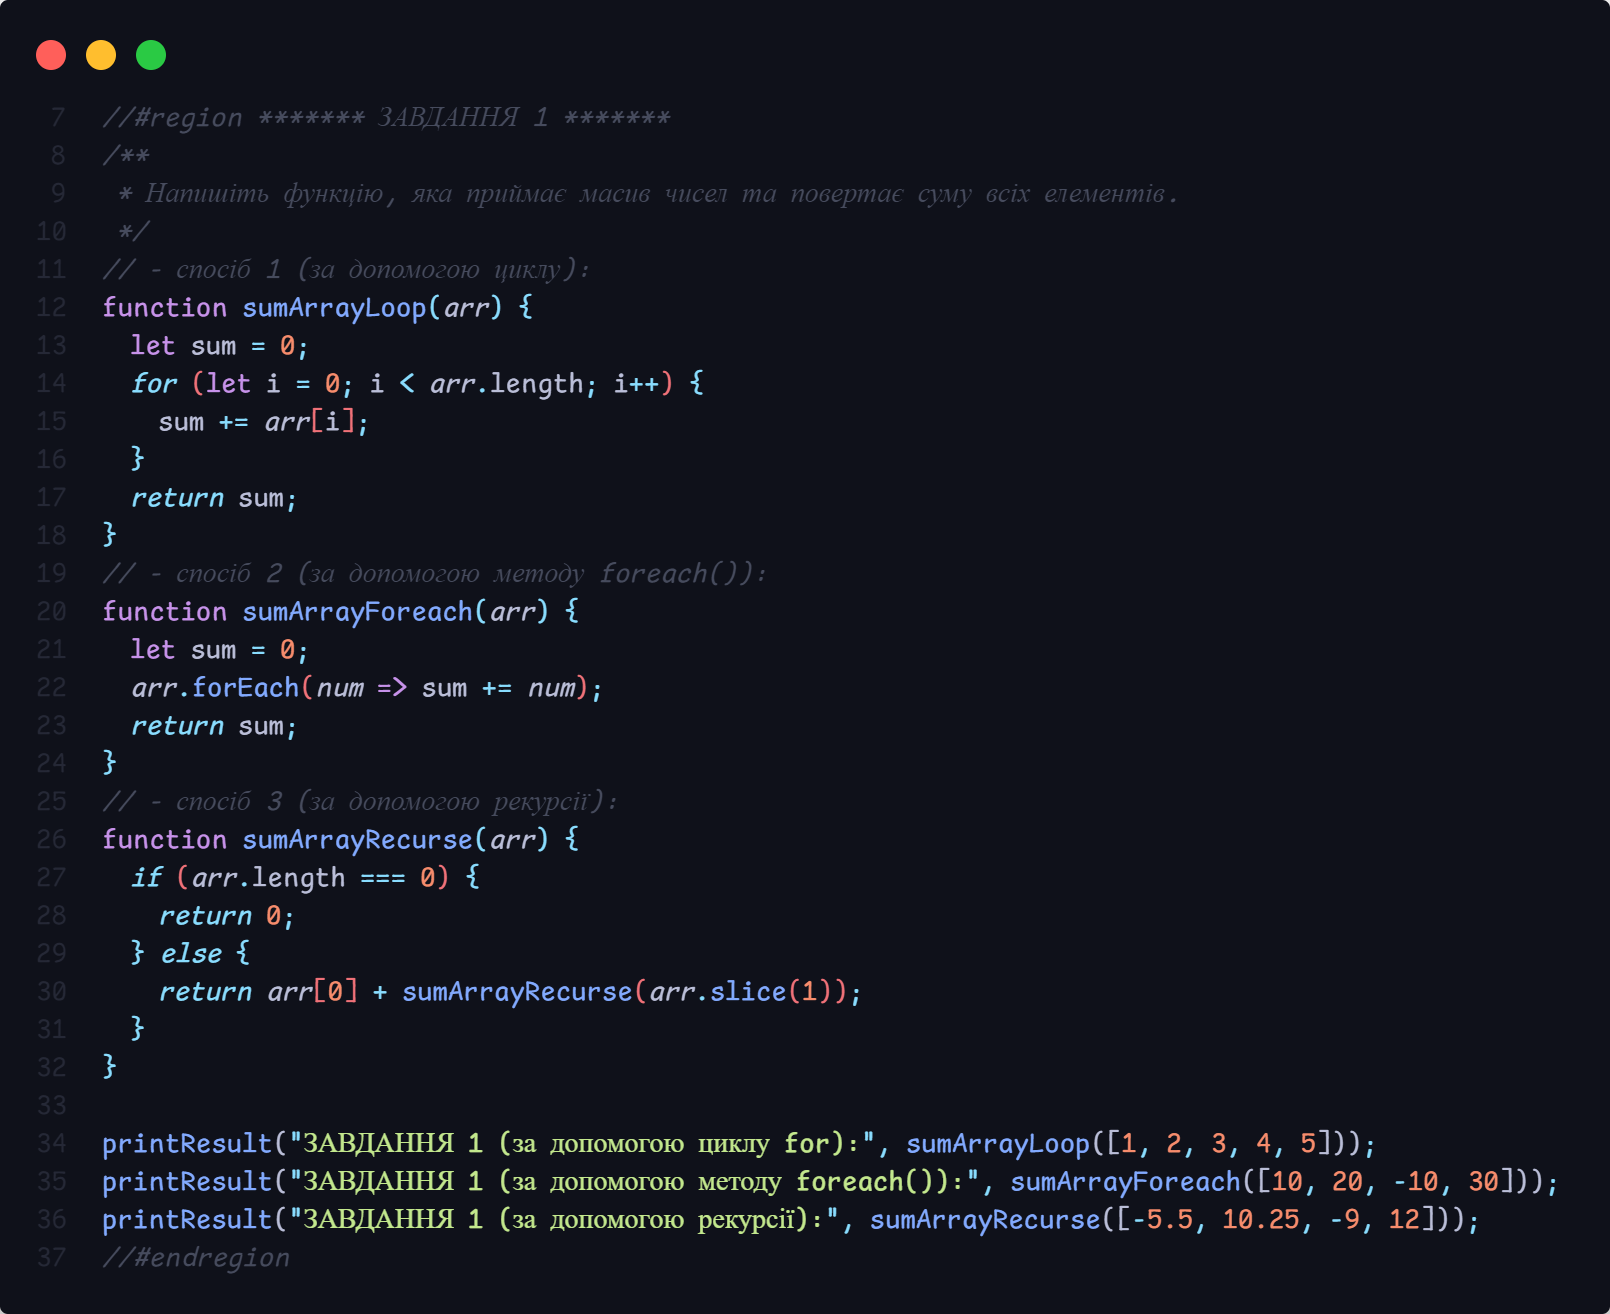 7 //#region ******* ЗАВДАННЯ 1 *******
8 /**
9  * Напишіть функцію, яка приймає масив чисел та повертає суму всіх елементів.
10  */
11 // - спосіб 1 (за допомогою циклу):
12 function sumArrayLoop(arr) {
13   let sum = 0;
14   for (let i = 0; i < arr.length; i++) {
15     sum += arr[i];
16   }
17   return sum;
18 }
19 // - спосіб 2 (за допомогою методу foreach()):
20 function sumArrayForeach(arr) {
21   let sum = 0;
22   arr.forEach(num => sum += num);
23   return sum;
24 }
25 // - спосіб 3 (за допомогою рекурсії):
26 function sumArrayRecurse(arr) {
27   if (arr.length === 0) {
28     return 0;
29   } else {
30     return arr[0] + sumArrayRecurse(arr.slice(1));
31   }
32 }
33
34 printResult("ЗАВДАННЯ 1 (за допомогою циклу for):", sumArrayLoop([1, 2, 3, 4, 5]));
35 printResult("ЗАВДАННЯ 1 (за допомогою методу foreach()):", sumArrayForeach([10, 20, -10, 30]));
36 printResult("ЗАВДАННЯ 1 (за допомогою рекурсії):", sumArrayRecurse([-5.5, 10.25, -9, 12]));
37 //#endregion